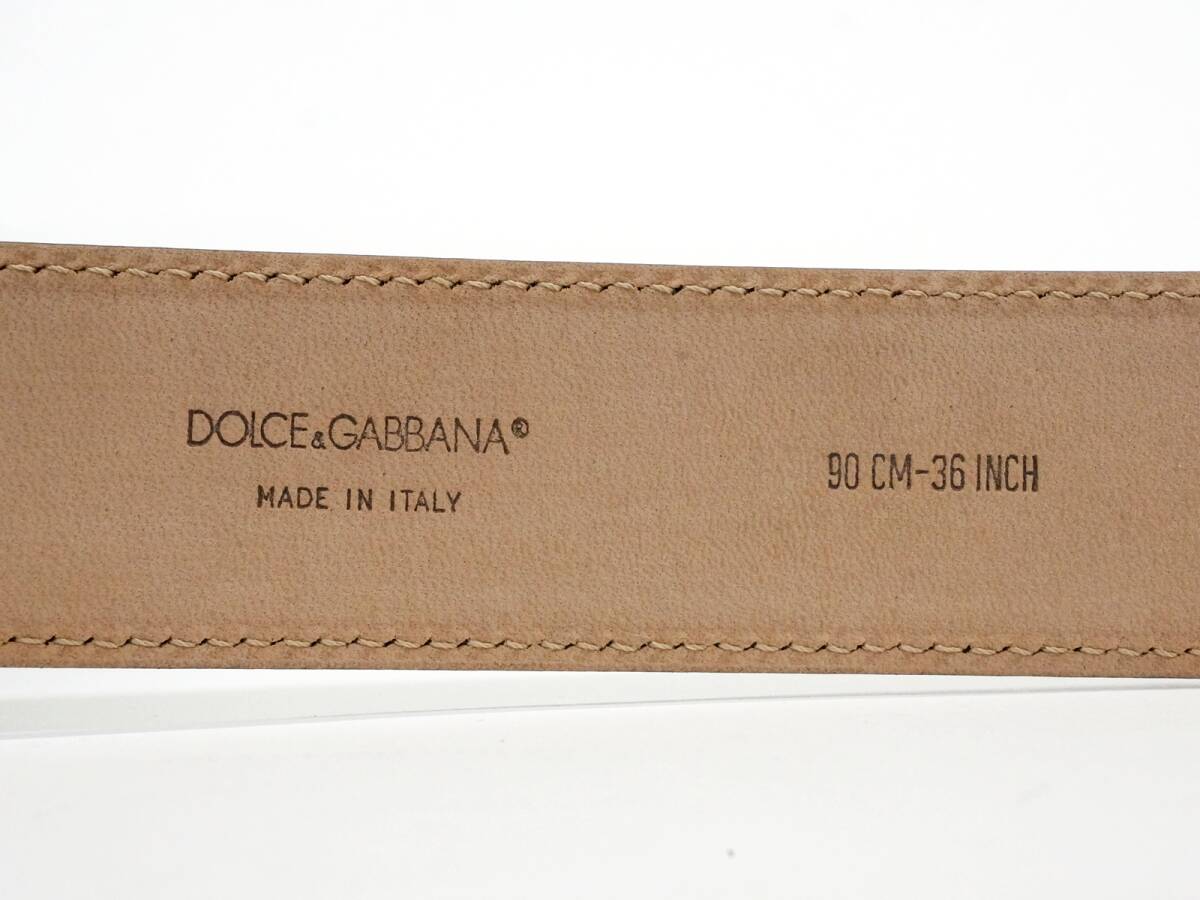 DOLCE&GABBANA®
MADE IN ITALY
90 CM-36 INCH